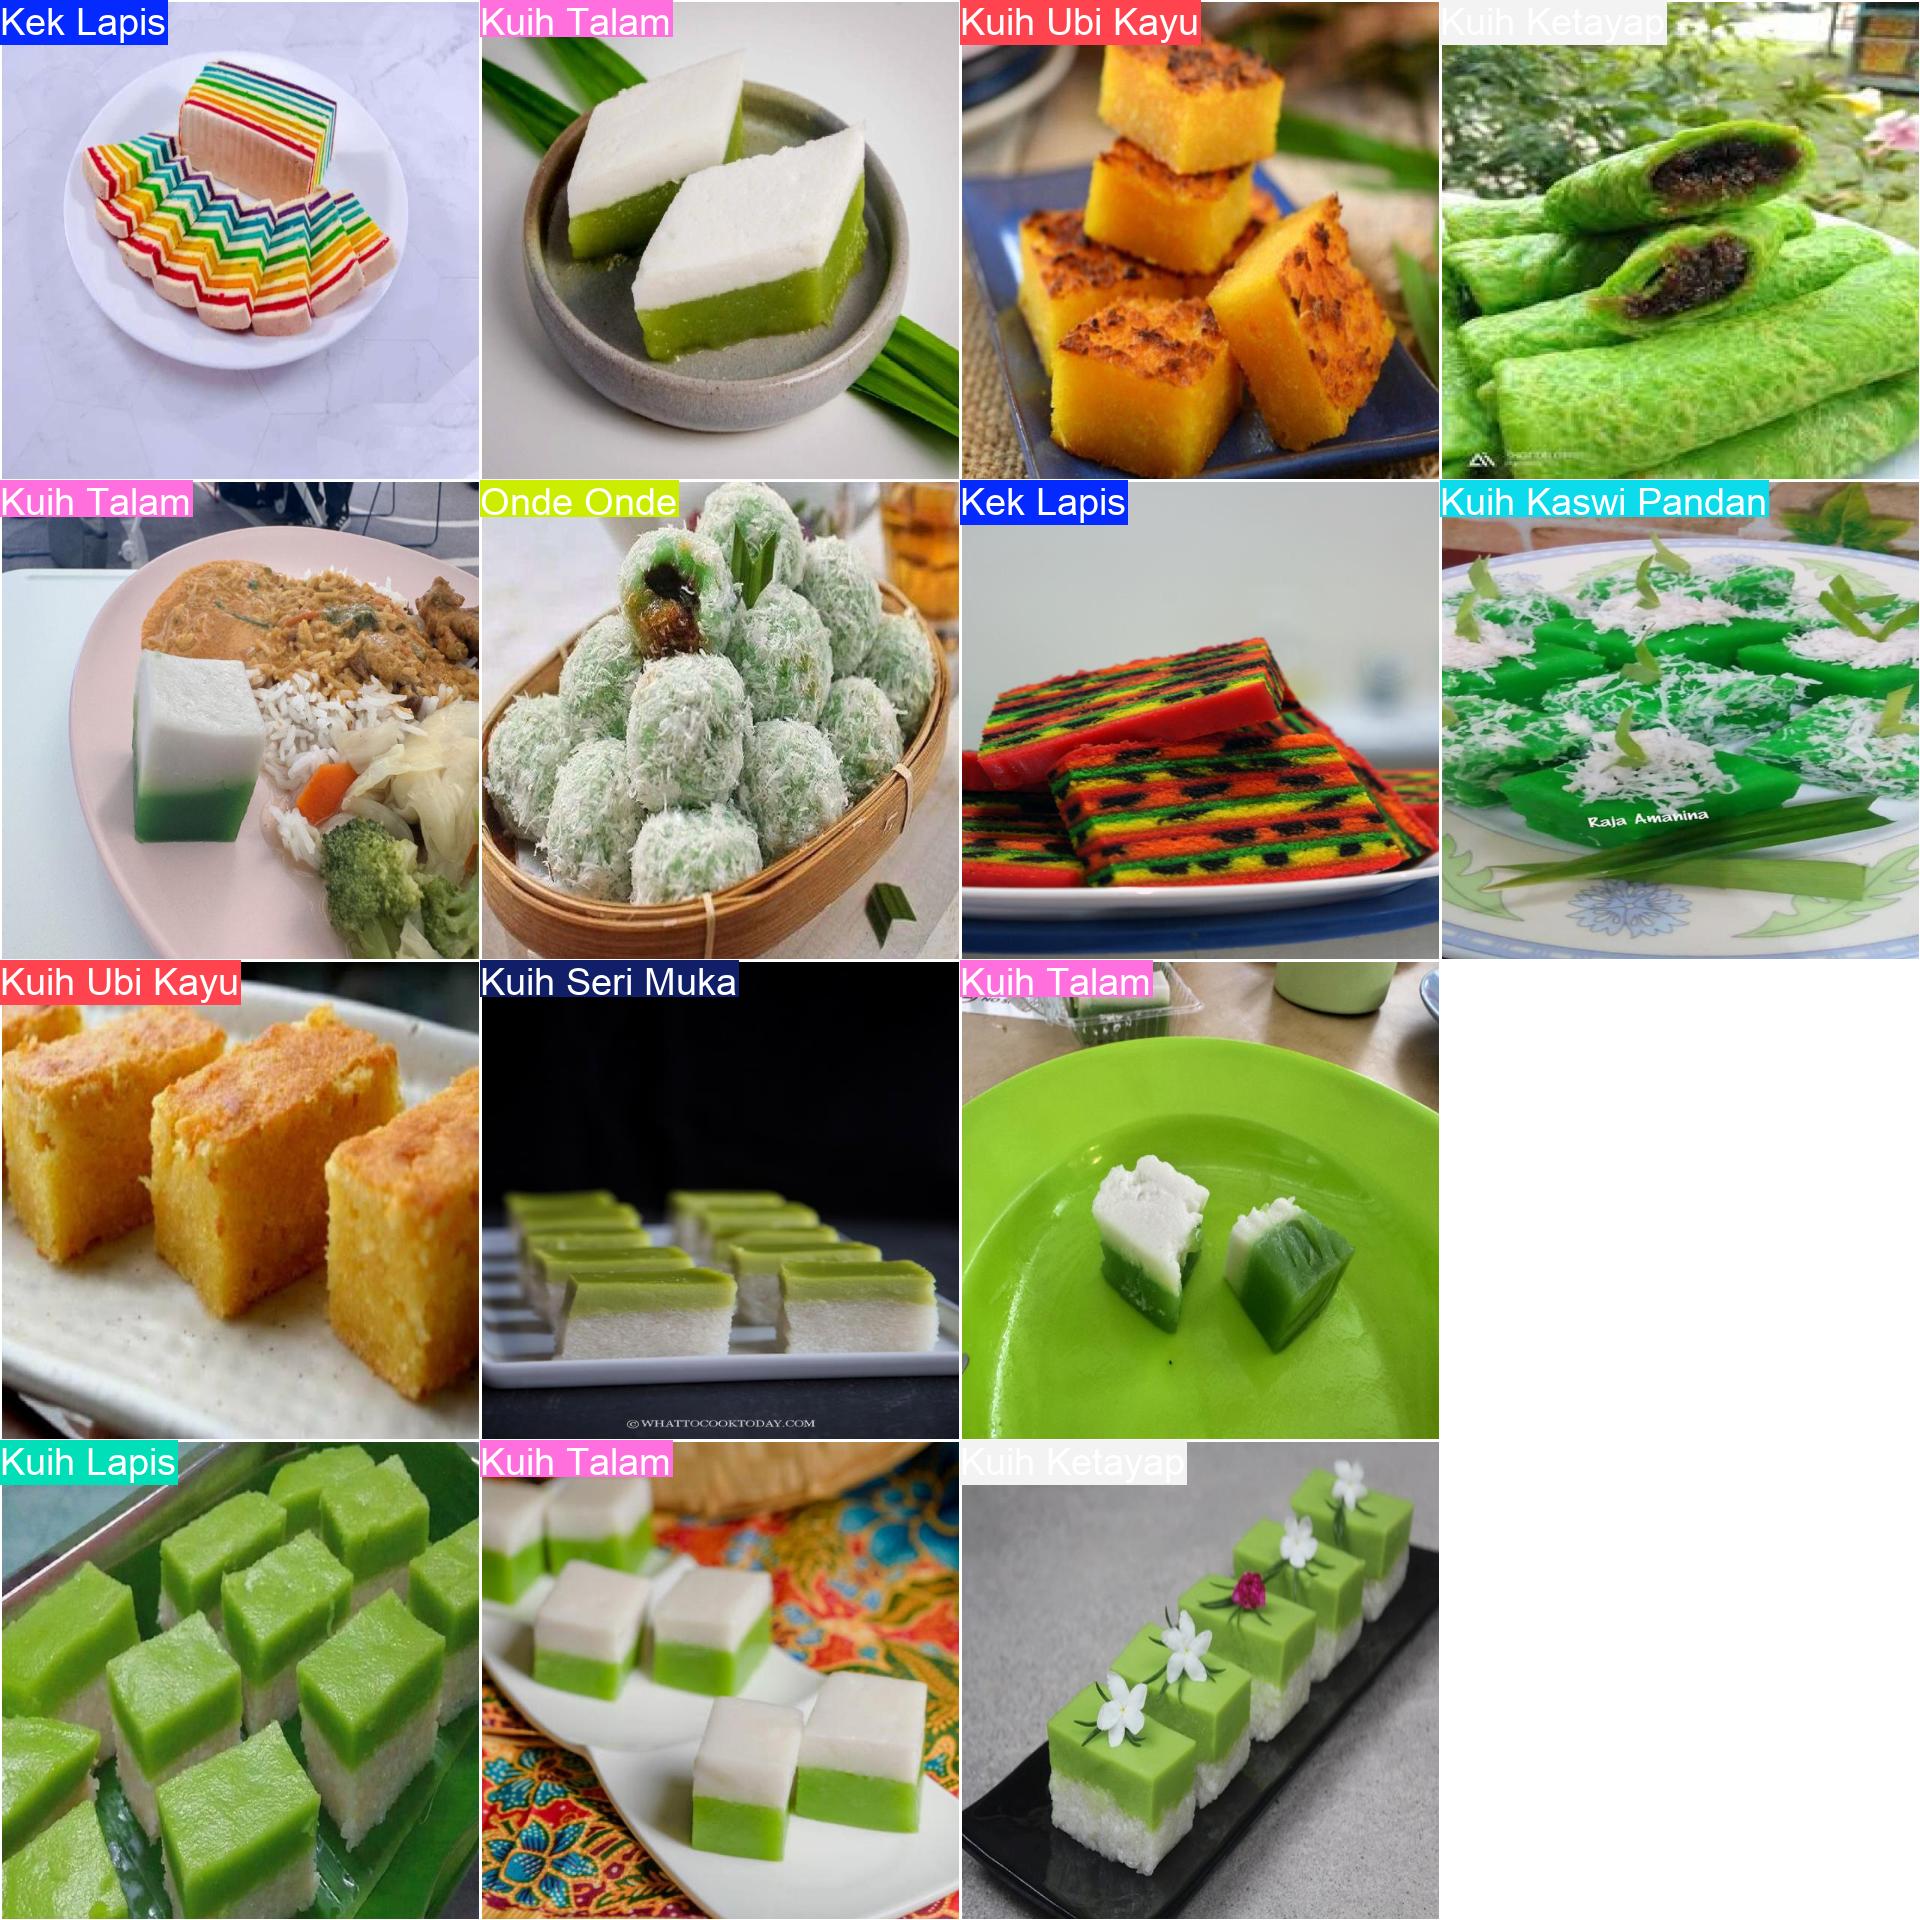 Kek Lapis
Kuih Talam
Kuih Ubi Kayu
Kuih Ketayap
Kuih Talam
Onde Onde
Kek Lapis
Kuih Kaswi Pandan
Raja Amanina
Kuih Ubi Kayu
Kuih Seri Muka
© WHATTOCOOKTODAY.COM
Kuih Talam
Kuih Lapis
Kuih Talam
Kuih Ketayap